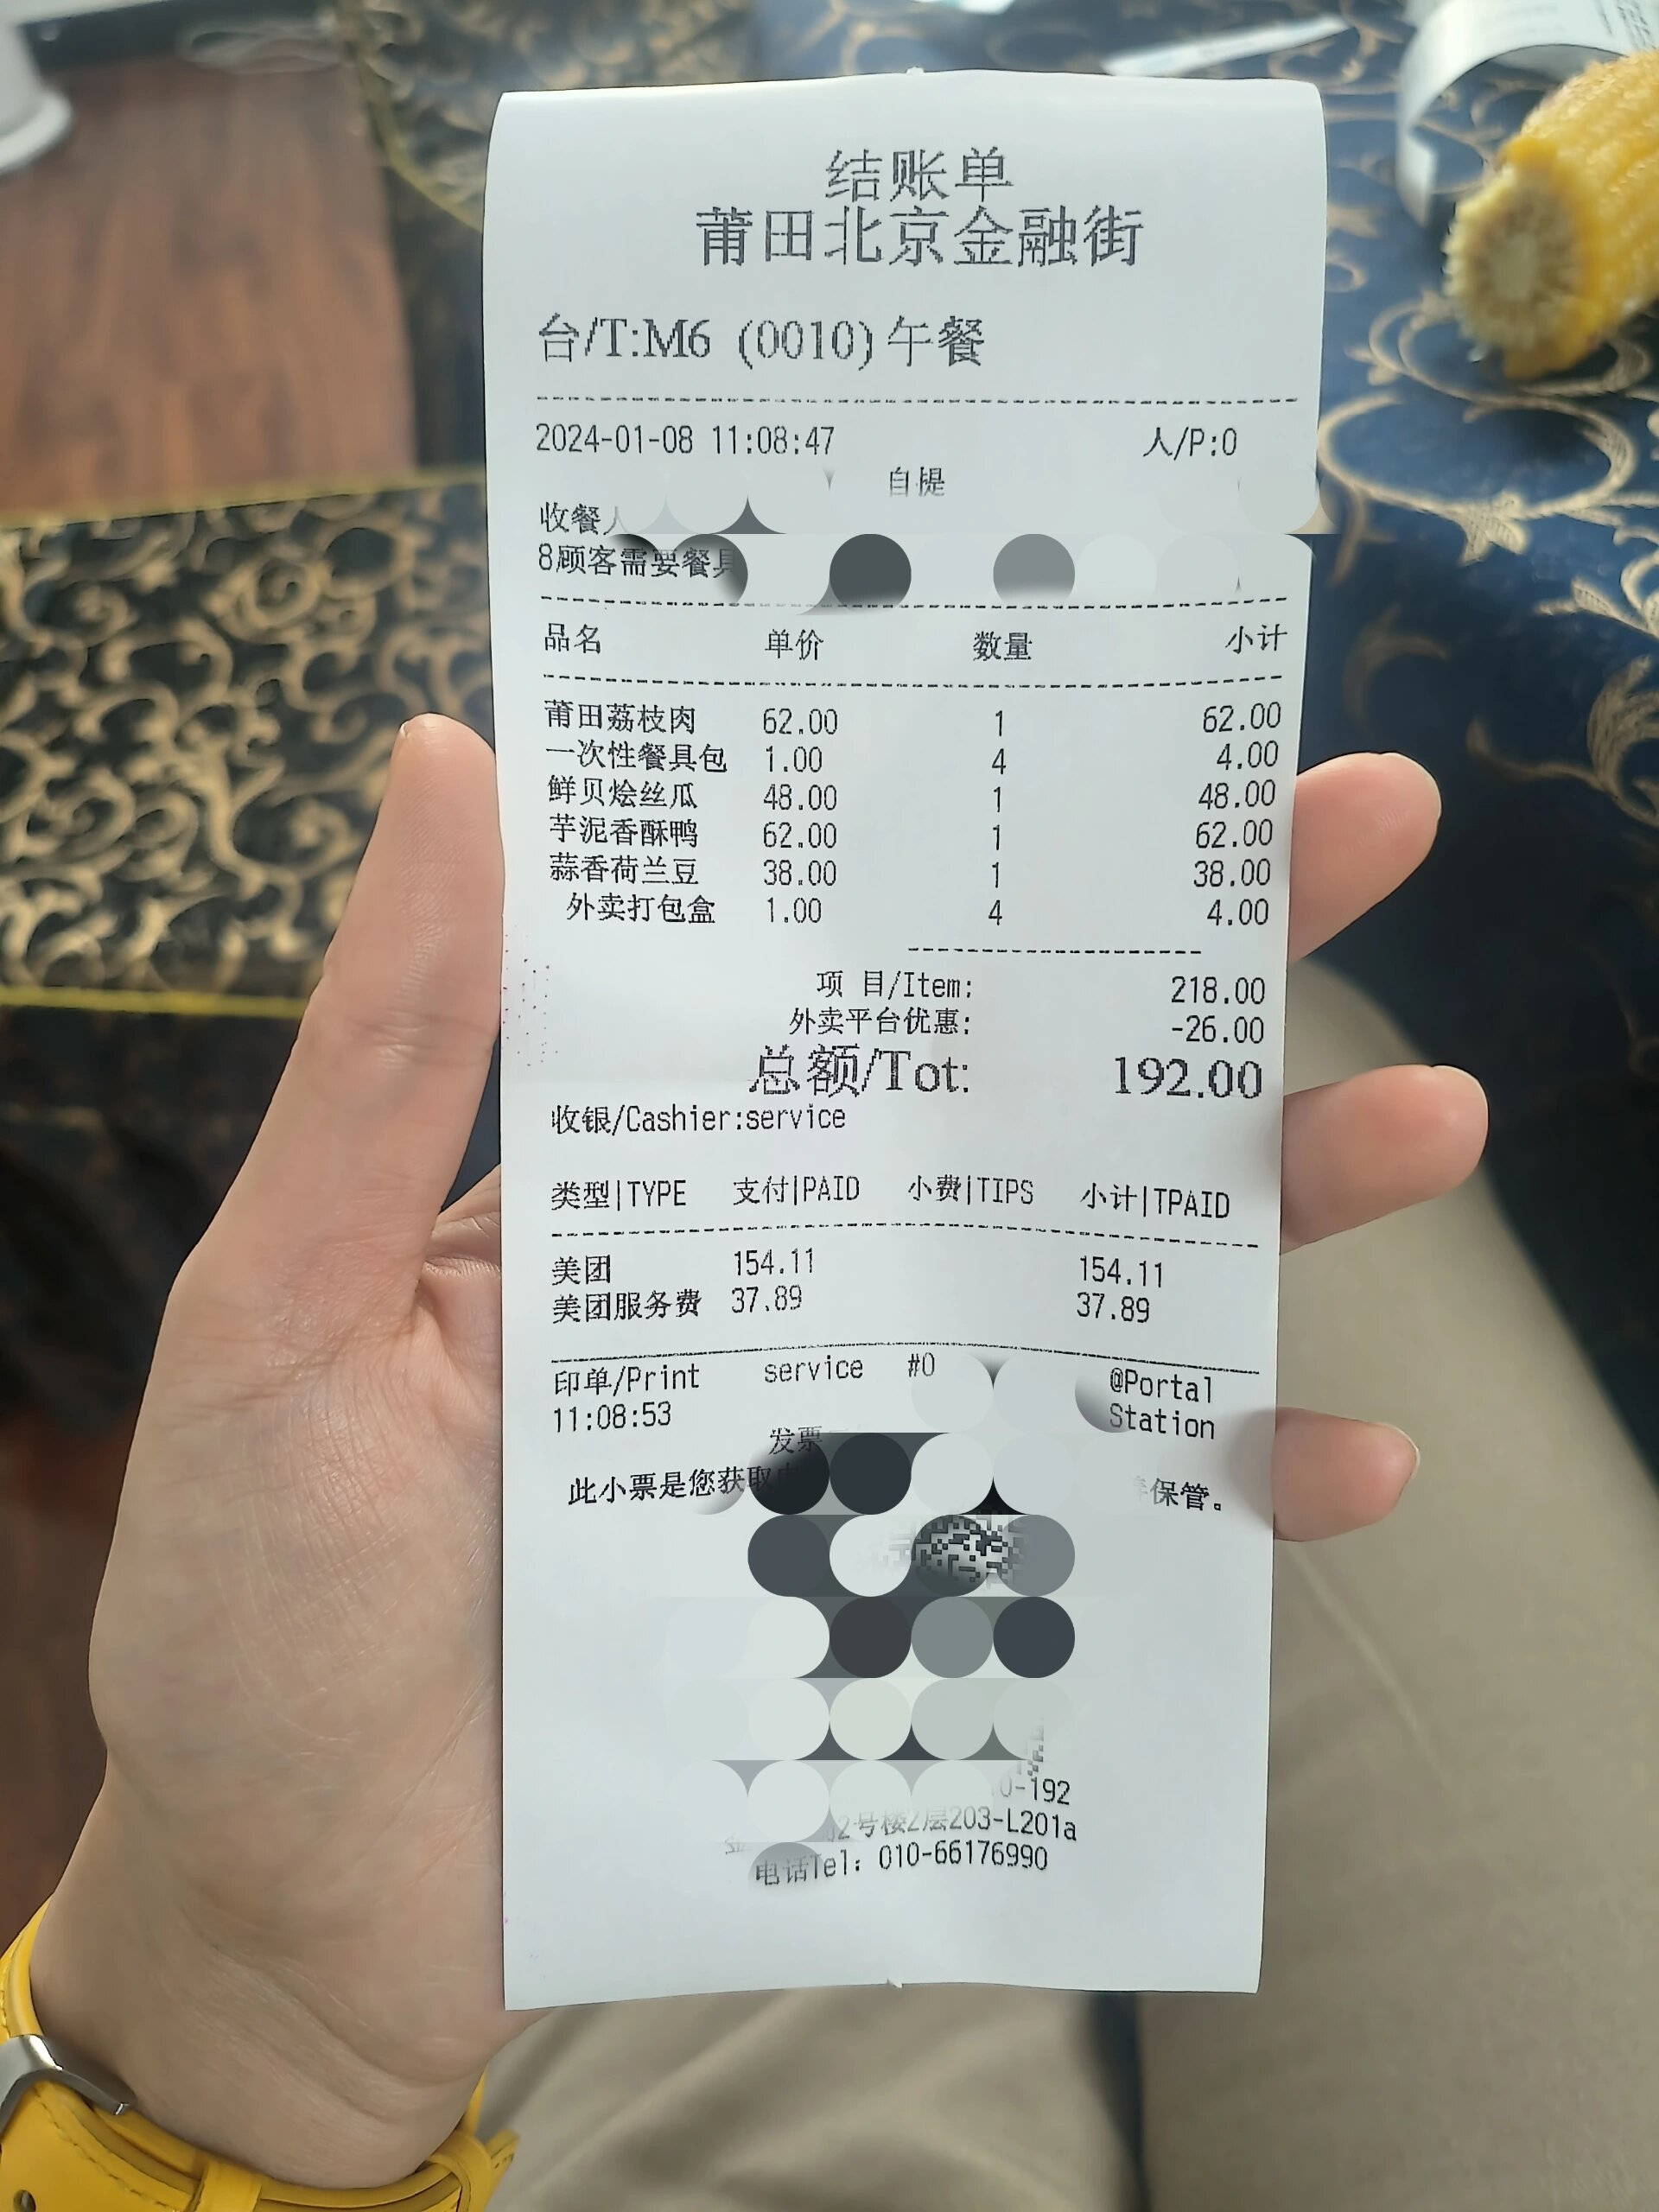 结账单
莆田北京金融街
台/T:M6 (0010) 午餐
2024-01-08 11:08:47 人/P:0
自提
收餐人
8顾客需要餐具
品名 单价 数量 小计
莆田荔枝肉 62.00 1 62.00
一次性餐具包 1.00 4 4.00
鲜贝烩丝瓜 48.00 1 48.00
芋泥香酥鸭 62.00 1 62.00
蒜香荷兰豆 38.00 1 38.00
外卖打包盒 1.00 4 4.00
项 目/Item: 218.00
外卖平台优惠: -26.00
总额/Tot: 192.00
收银/Cashier:service
类型|TYPE 支付|PAID 小费|TIPS 小计|TPAID
美团 154.11 154.11
美团服务费 37.89 37.89
印单/Print service #0 @Portal
11:08:53 Station
发票
此小票是您获取 保管。
0-192
2号楼2层203-L201a
电话Tel: 010-66176990